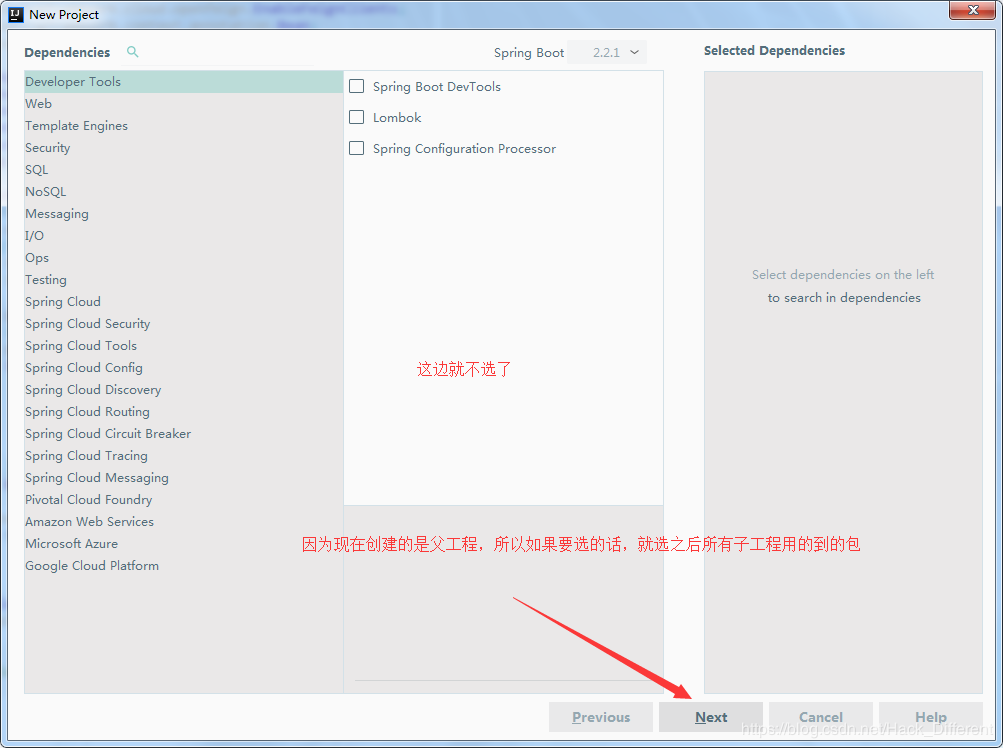 New Project
Dependencies
Spring Boot 2.2.1
Selected Dependencies
Developer Tools
Web
Template Engines
Security
SQL
NoSQL
Messaging
I/O
Ops
Testing
Spring Cloud
Spring Cloud Security
Spring Cloud Tools
Spring Cloud Config
Spring Cloud Discovery
Spring Cloud Routing
Spring Cloud Circuit Breaker
Spring Cloud Tracing
Spring Cloud Messaging
Pivotal Cloud Foundry
Amazon Web Services
Microsoft Azure
Google Cloud Platform
Spring Boot DevTools
Lombok
Spring Configuration Processor
这边就不选了
因为现在创建的是父工程，所以如果要选的话，就选之后所有子工程用的到的包
Select dependencies on the left
to search in dependencies
Previous
Next
Cancel
Help
https://blog.csdn.net/Hack_Different